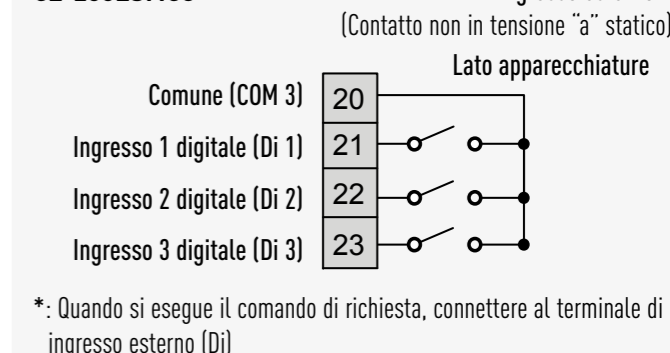 (Contatto non in tensione "a" statico)
Lato apparecchiature
Comune (COM 3) 20
Ingresso 1 digitale (Di 1) 21
Ingresso 2 digitale (Di 2) 22
Ingresso 3 digitale (Di 3) 23
*: Quando si esegue il comando di richiesta, connettere al terminale di
ingresso esterno (Di)